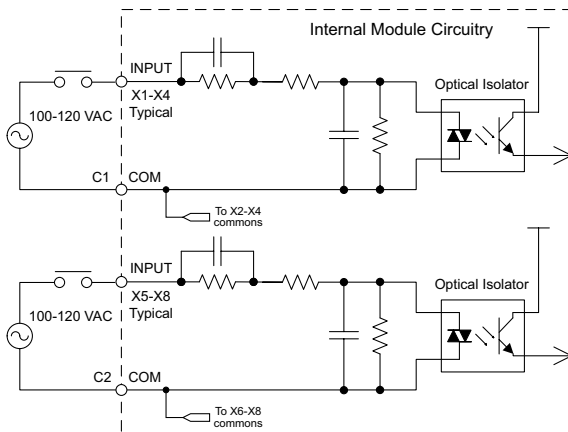 Internal Module Circuitry
INPUT
X1-X4
Typical
100-120 VAC
Optical Isolator
C1
COM
To X2-X4
commons
INPUT
X5-X8
Typical
100-120 VAC
Optical Isolator
C2
COM
To X6-X8
commons